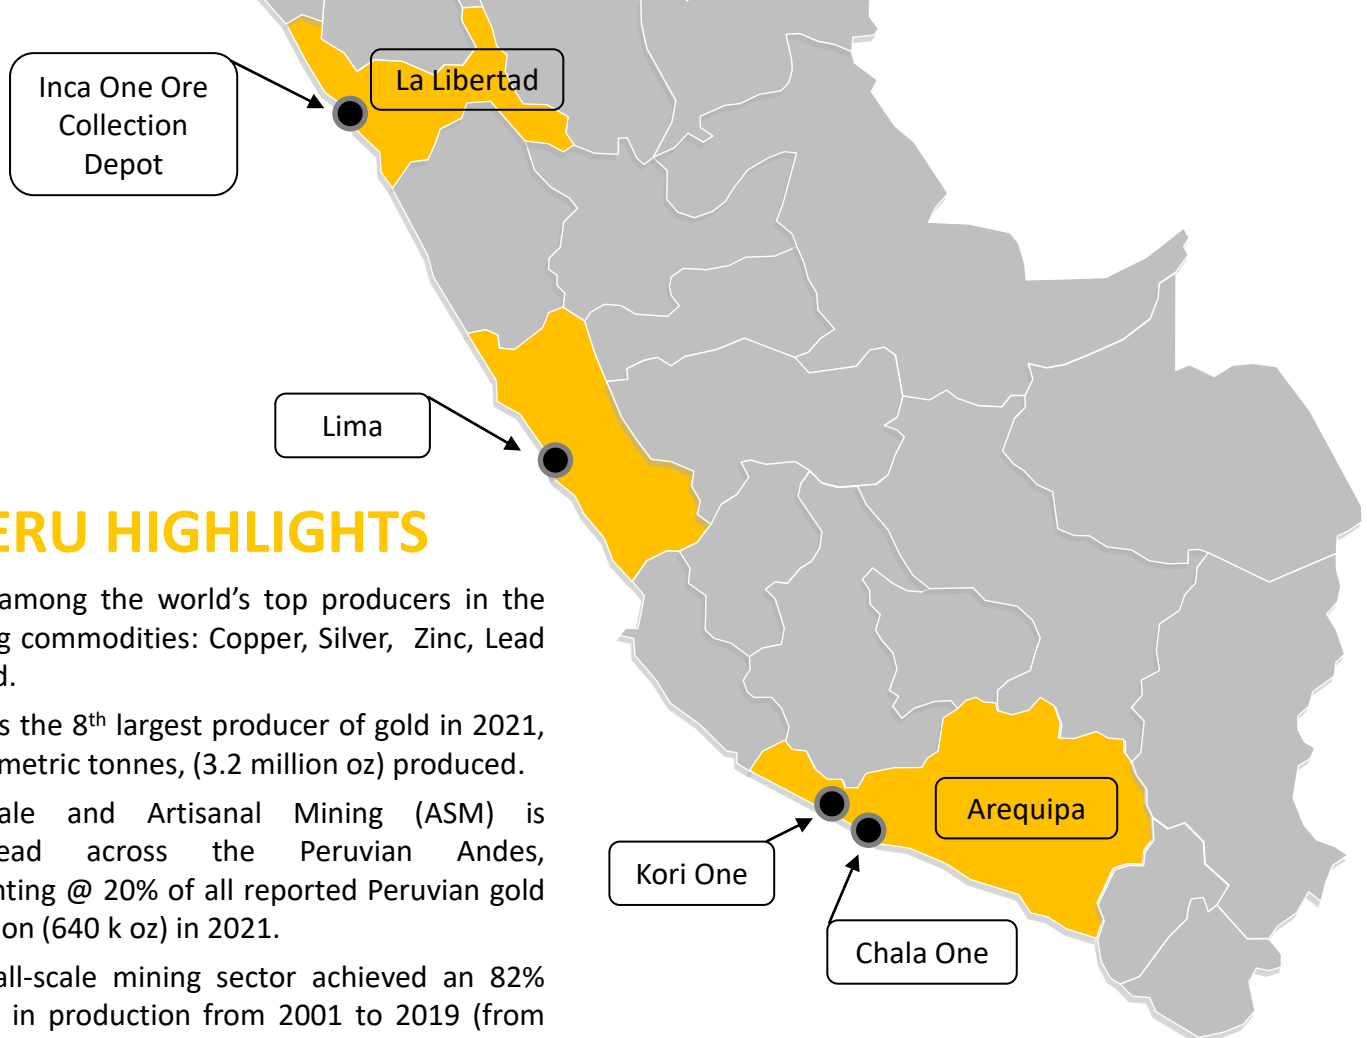 La Libertad
Inca One Ore
Collection
Depot
Lima
ERU HIGHLIGHTS
among the world’s top producers in the
g commodities: Copper, Silver, Zinc, Lead
d.
s the 8th largest producer of gold in 2021,
metric tonnes, (3.2 million oz) produced.
ale and Artisanal Mining (ASM) is
ead across the Peruvian Andes,
nting @ 20% of all reported Peruvian gold
on (640 k oz) in 2021.
all-scale mining sector achieved an 82%
in production from 2001 to 2019 (from
Arequipa
Kori One
Chala One